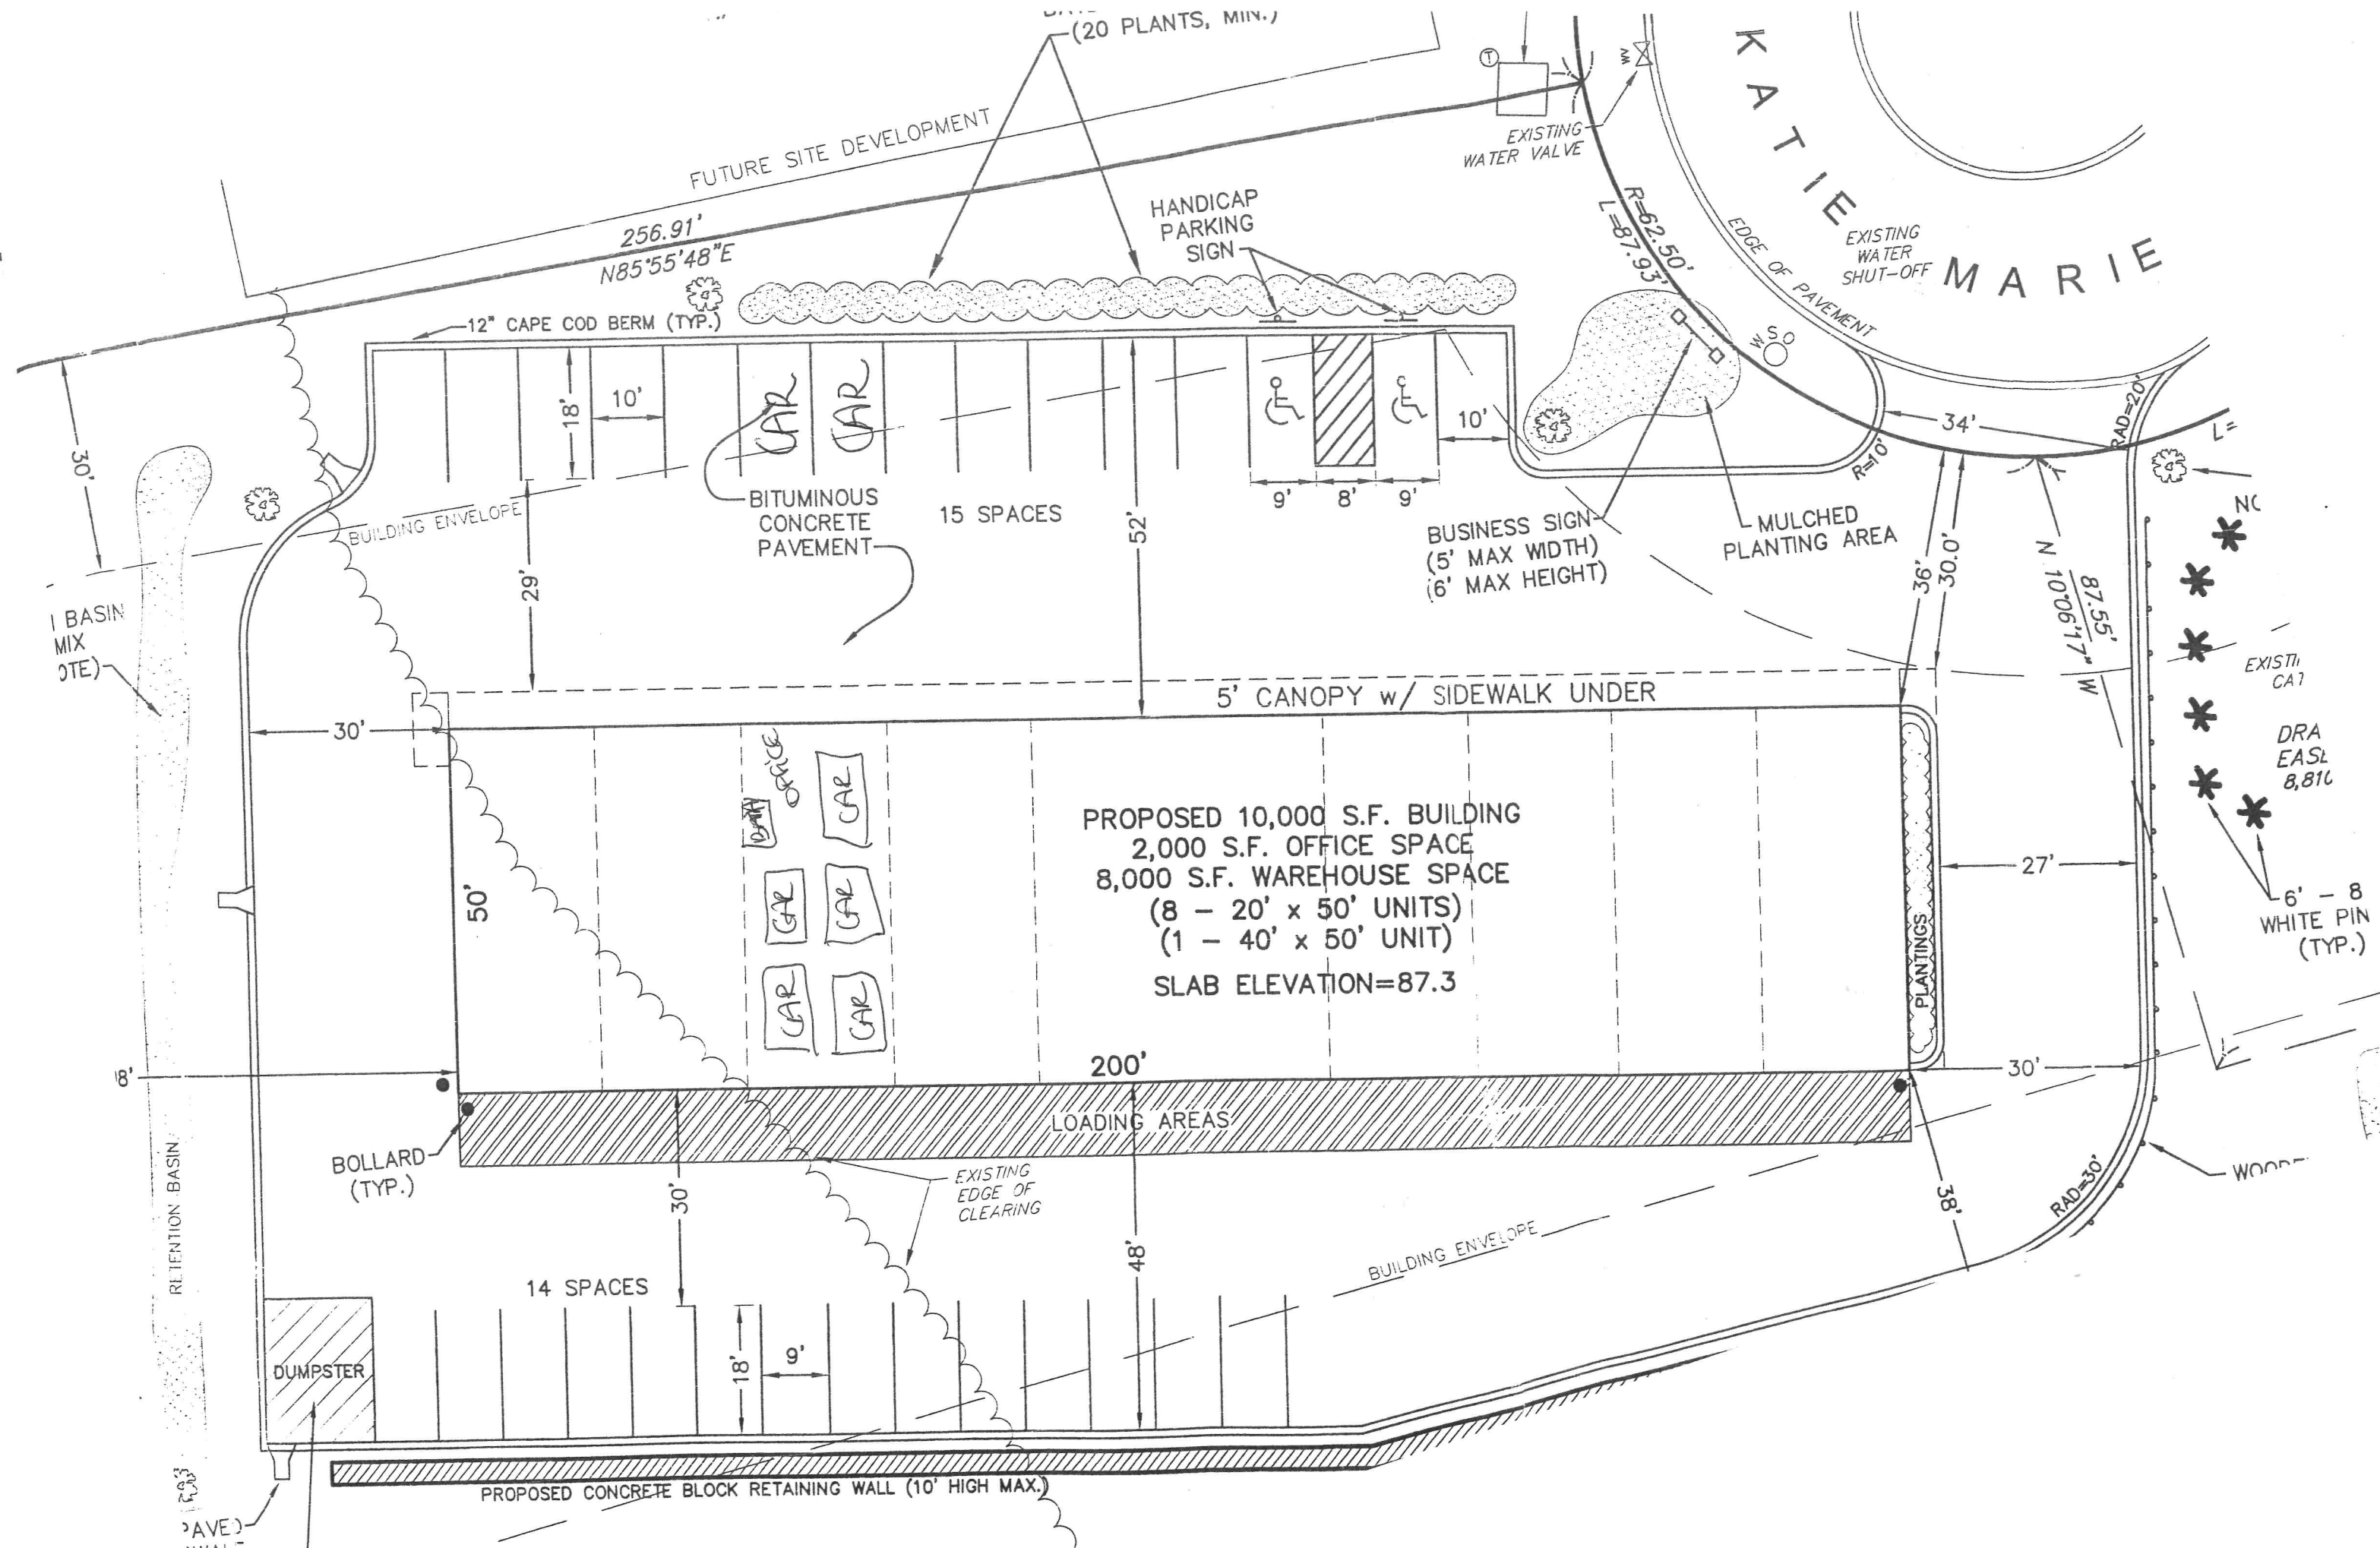 (20 PLANTS, MIN.)
T
EXISTING
WATER VALVE
W
KATIE MARIE
FUTURE SITE DEVELOPMENT
256.91'
N85°55'48"E
HANDICAP
PARKING
SIGN
R=62.50'
L=87.93'
EDGE OF PAVEMENT
EXISTING
WATER
SHUT-OFF
WSO
12" CAPE COD BERM (TYP.)
30'
18'
10'
CAR
CAR
10'
34'
RAD=20'
L=
R=10'
9'
8'
9'
BUILDING ENVELOPE
BITUMINOUS
CONCRETE
PAVEMENT
15 SPACES
52'
29'
BUSINESS SIGN
(5' MAX WIDTH)
(6' MAX HEIGHT)
MULCHED
PLANTING AREA
36'
30.0'
87.55'
N 10°06'17" W
BASIN
MIX
5' CANOPY w/ SIDEWALK UNDER
30'
OFFICE
BATH
CAR
CAR
CAR
CAR
CAR
50'
PROPOSED 10,000 S.F. BUILDING
2,000 S.F. OFFICE SPACE
8,000 S.F. WAREHOUSE SPACE
(8 - 20' x 50' UNITS)
(1 - 40' x 50' UNIT)
SLAB ELEVATION=87.3
PLANTINGS
27'
6' - 8
WHITE PIN
(TYP.)
8'
200'
30'
LOADING AREAS
BOLLARD
(TYP.)
30'
EXISTING
EDGE OF
CLEARING
48'
38'
RAD=30'
RETENTION BASIN
BUILDING ENVELOPE
14 SPACES
DUMPSTER
18'
9'
PROPOSED CONCRETE BLOCK RETAINING WALL (10' HIGH MAX.)